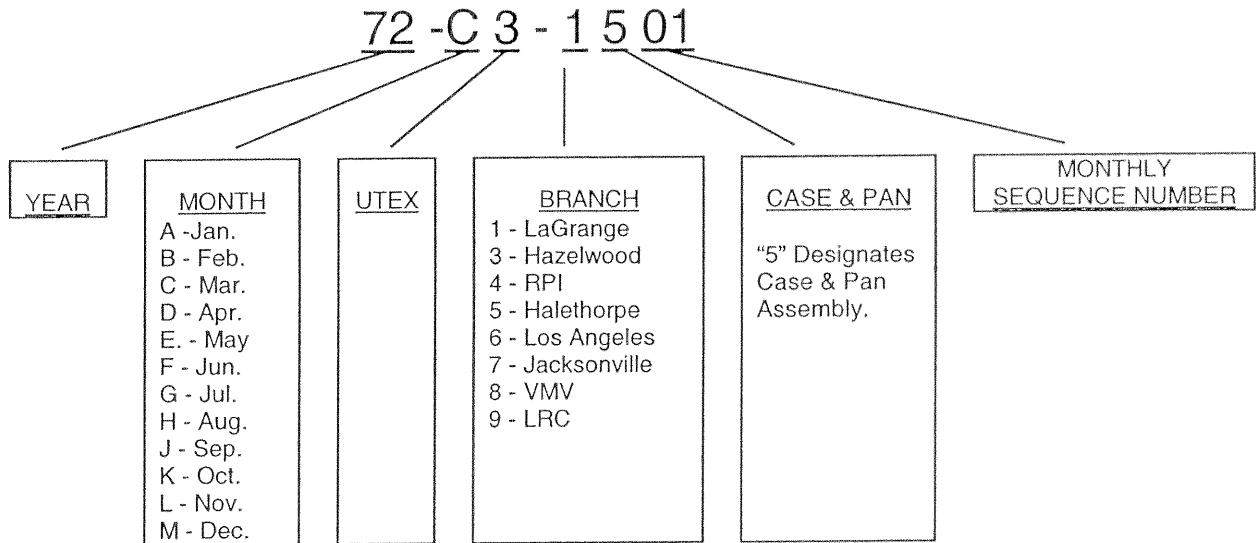 72 -C 3 - 1 5 01
YEAR
MONTH
A -Jan.
B - Feb.
C - Mar.
D - Apr.
E. - May
F - Jun.
G - Jul.
H - Aug.
J - Sep.
K - Oct.
L - Nov.
M - Dec.
UTEX
BRANCH
1 - LaGrange
3 - Hazelwood
4 - RPI
5 - Halethorpe
6 - Los Angeles
7 - Jacksonville
8 - VMV
9 - LRC
CASE & PAN
“5” Designates
Case & Pan
Assembly.
MONTHLY
SEQUENCE NUMBER